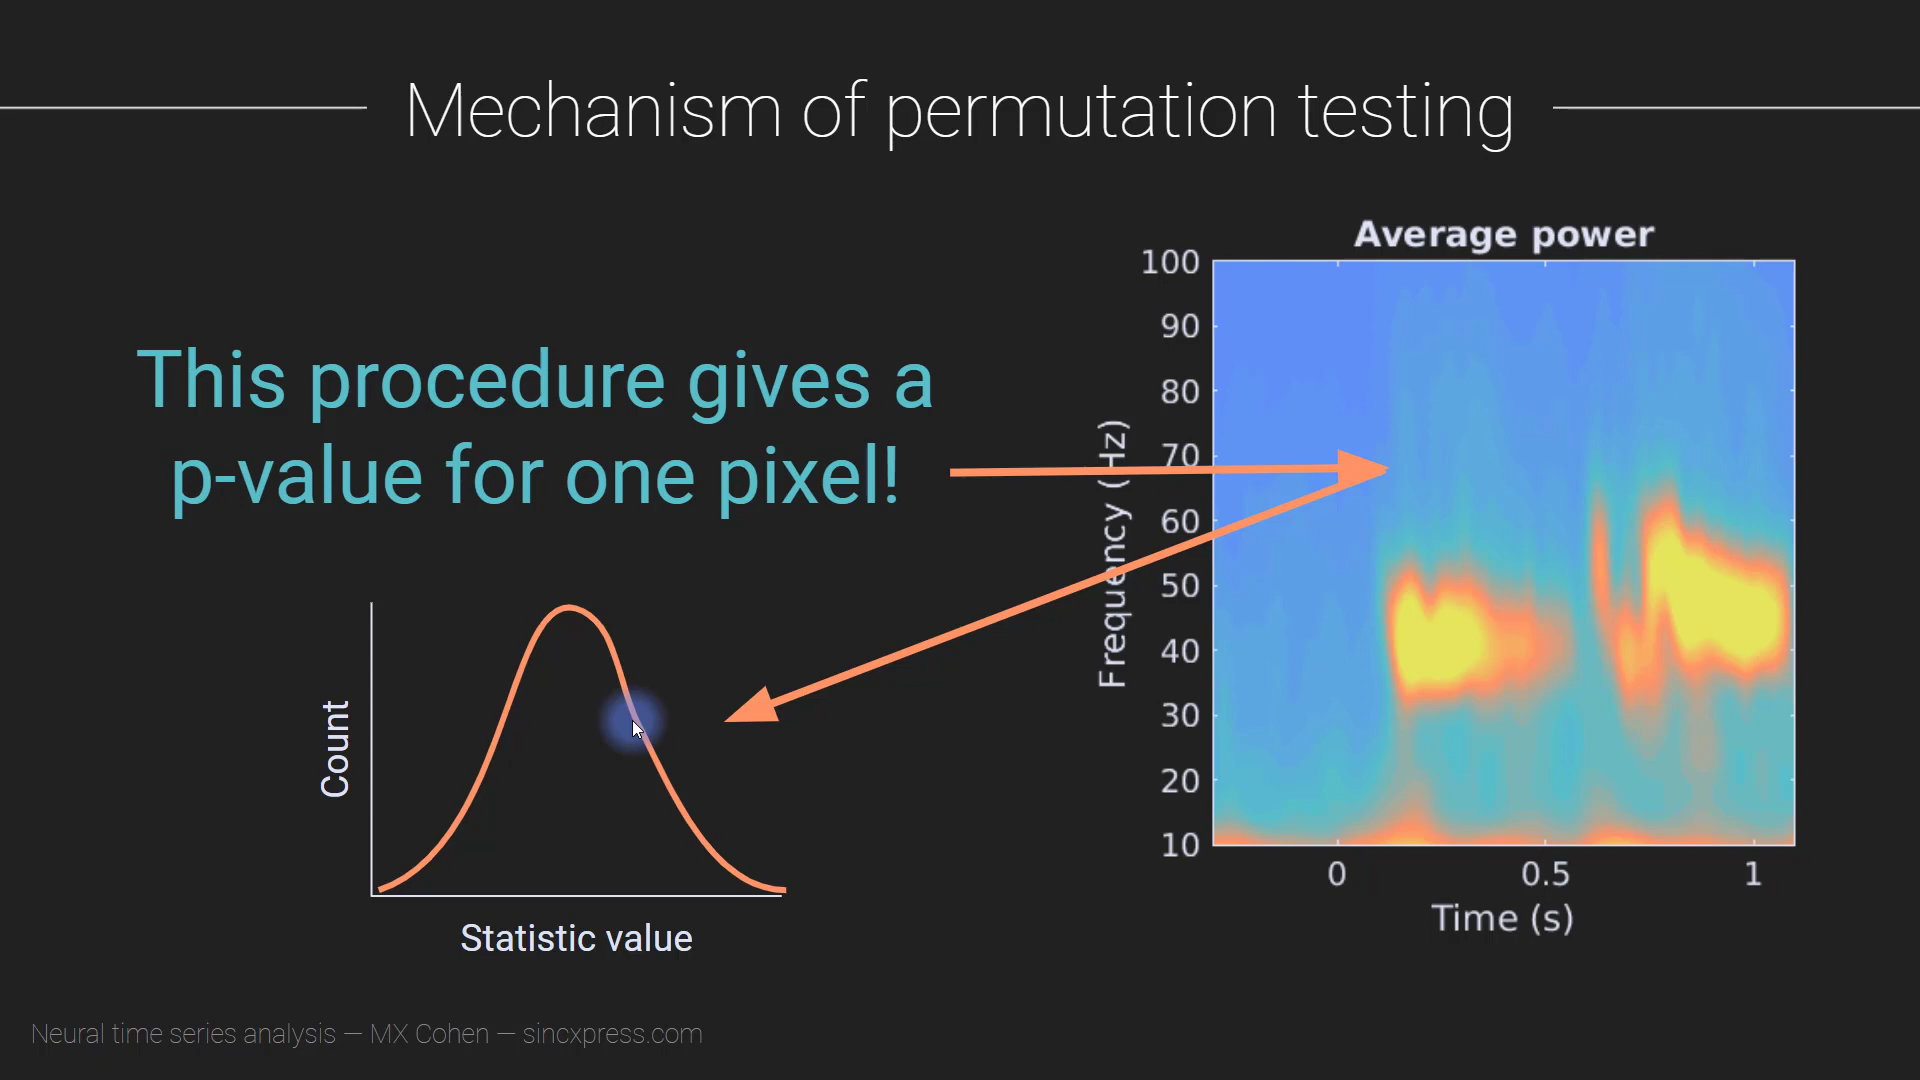 Mechanism of permutation testing
This procedure gives a
p-value for one pixel!
Average power
100
90
80
70
60
50
40
30
20
10
Frequency (Hz)
0 0.5 1
Time (s)
Count
Statistic value
Neural time series analysis — MX Cohen — sincxpress.com